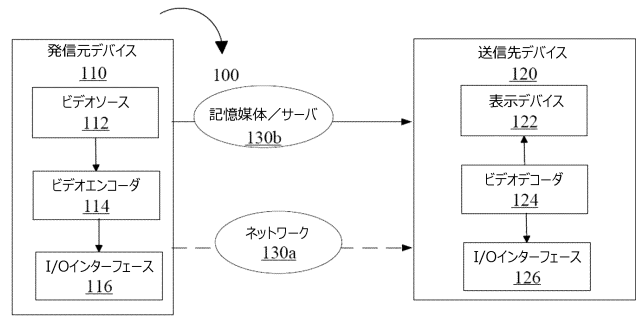 発信元デバイス
110
ビデオソース
112
ビデオエンコーダ
114
I/Oインターフェース
116
100
記憶媒体／サーバ
130b
ネットワーク
130a
送信先デバイス
120
表示デバイス
122
ビデオデコーダ
124
I/Oインターフェース
126